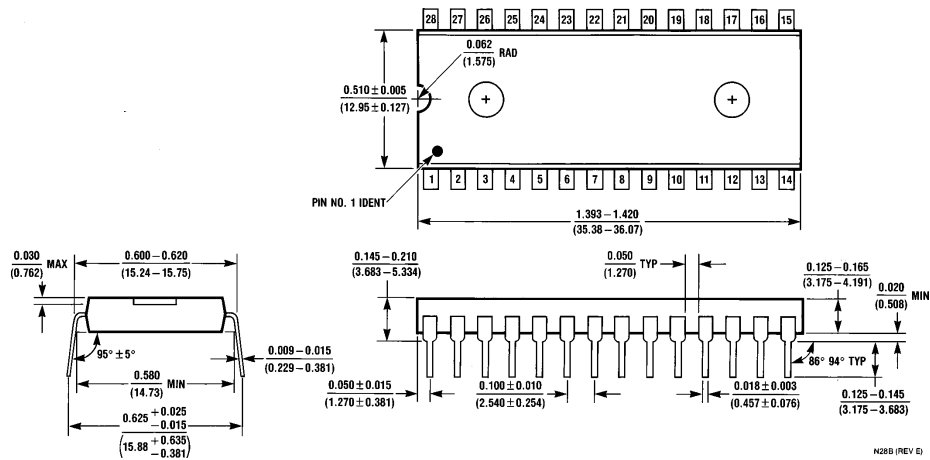 28 27 26 25 24 23 22 21 20 19 18 17 16 15
0.062
(1.575)
RAD
0.510 ± 0.005
(12.95 ± 0.127)
PIN NO. 1 IDENT
1 2 3 4 5 6 7 8 9 10 11 12 13 14
1.393 – 1.420
(35.38 – 36.07)
0.030
(0.762)
MAX
0.600 – 0.620
(15.24 – 15.75)
95° ± 5°
0.580
(14.73)
MIN
0.009 – 0.015
(0.229 – 0.381)
0.625 +0.025
−0.015
(15.88 +0.635
−0.381)
0.145 – 0.210
(3.683 – 5.334)
0.050
(1.270)
TYP
0.125 – 0.165
(3.175 – 4.191)
0.020
(0.508)
MIN
0.050 ± 0.015
(1.270 ± 0.381)
0.100 ± 0.010
(2.540 ± 0.254)
0.018 ± 0.003
(0.457 ± 0.076)
86° 94° TYP
0.125 – 0.145
(3.175 – 3.683)
N28B (REV E)